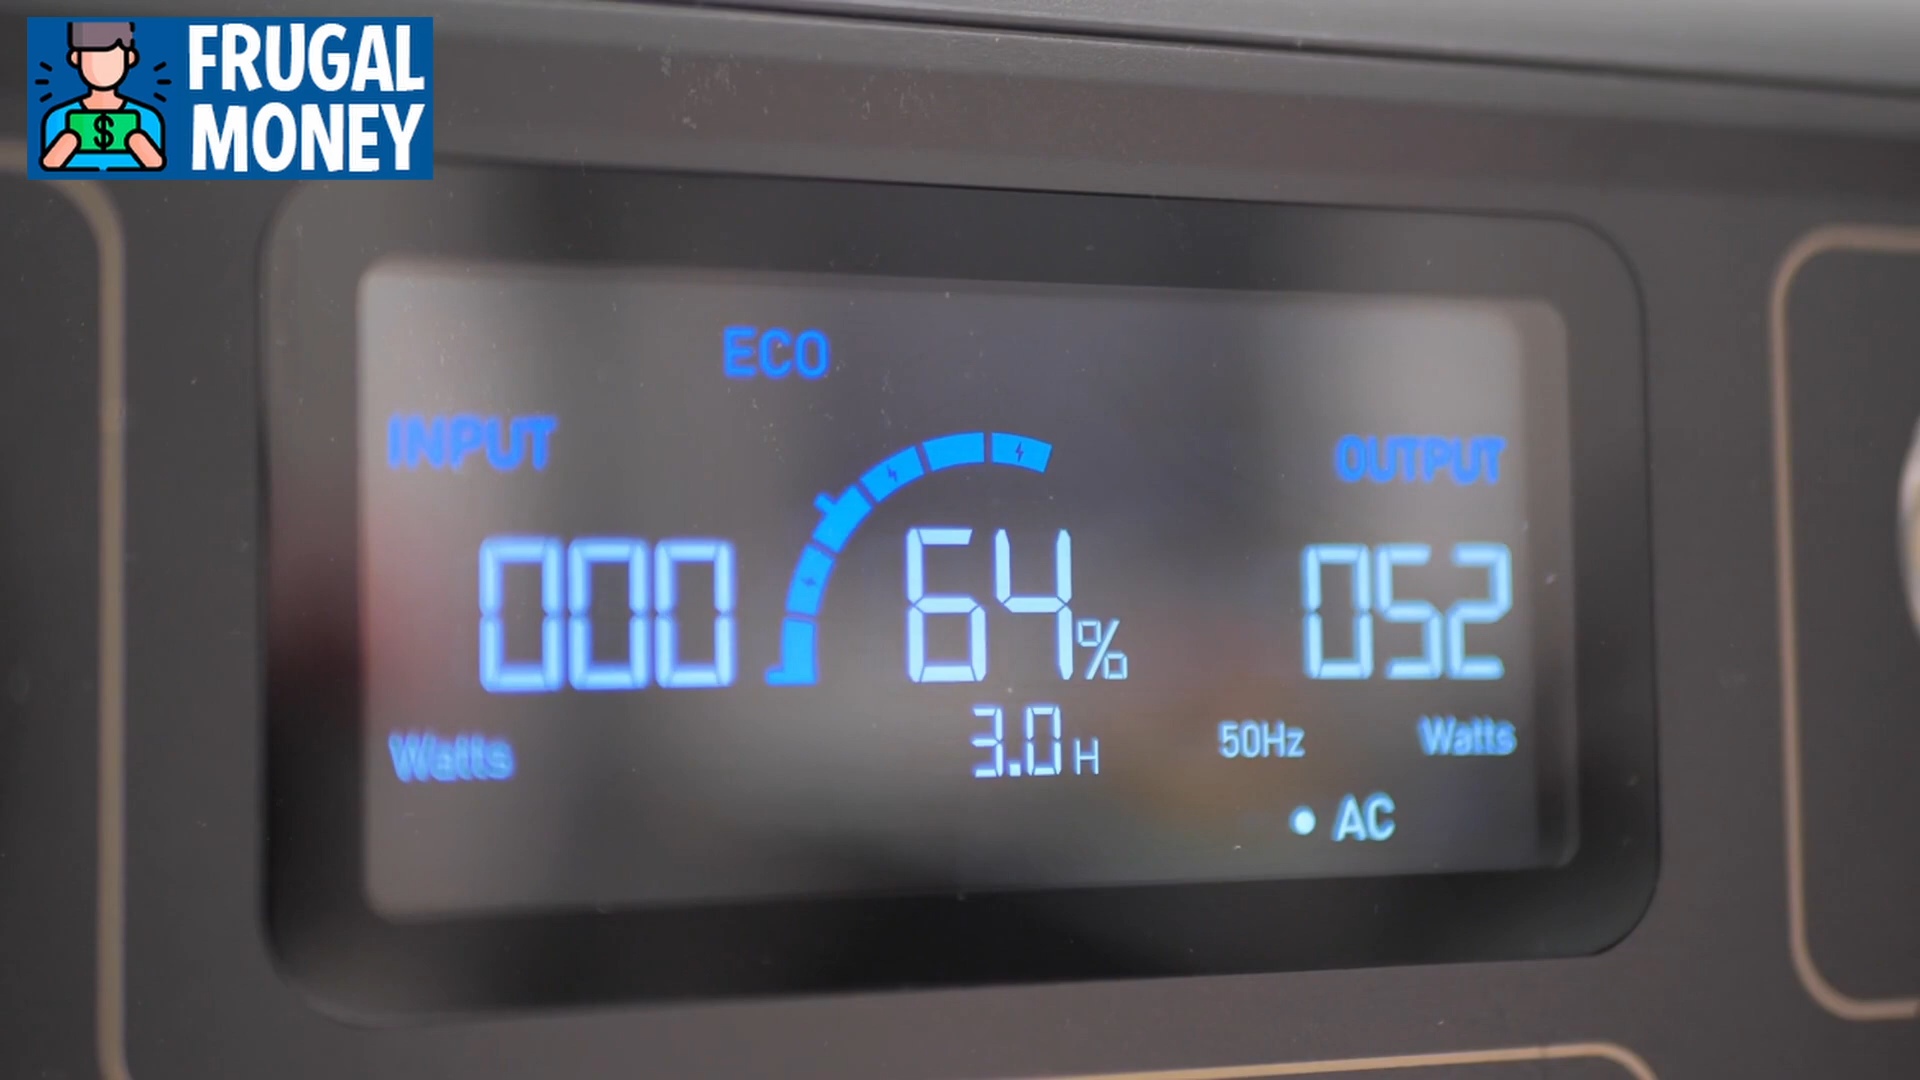 FRUGAL
MONEY
$
ECO
INPUT
OUTPUT
000
64%
052
Watts
3.0H
50Hz
Watts
AC